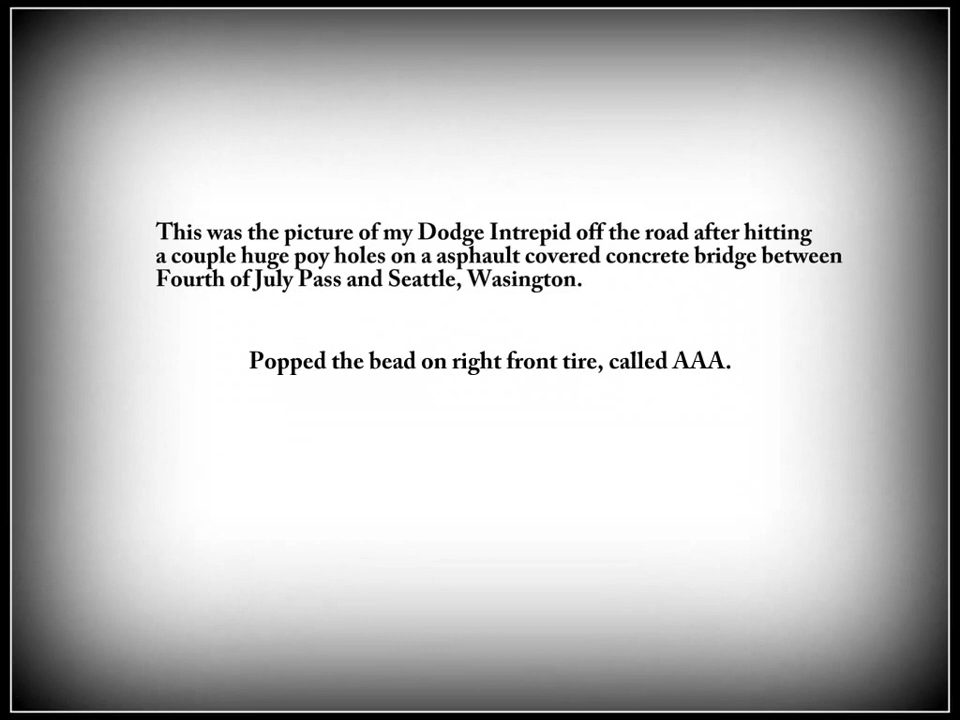 This was the picture of my Dodge Intrepid off the road after hitting
a couple huge poy holes on a asphault covered concrete bridge between
Fourth of July Pass and Seattle, Wasington.
Popped the bead on right front tire, called AAA.